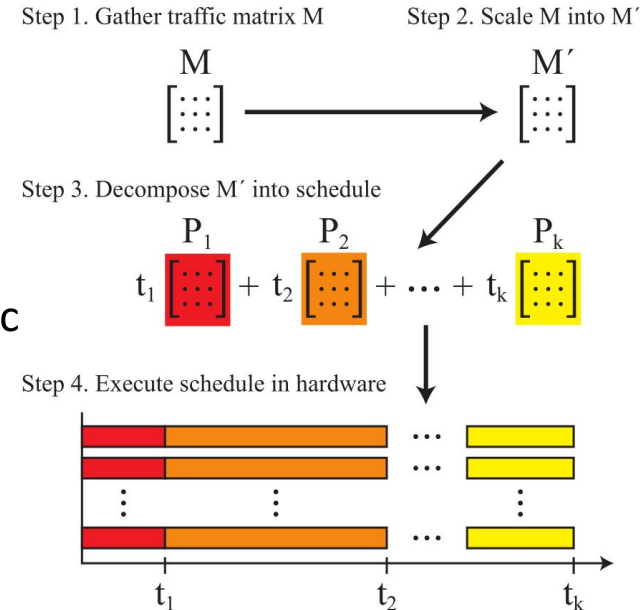 Step 1. Gather traffic matrix M
Step 2. Scale M into M´
M
M´
[⋮⋮⋮]
[⋮⋮⋮]
Step 3. Decompose M´ into schedule
P1 P2 Pk
t1 [⋮⋮⋮] + t2 [⋮⋮⋮] + ··· + tk [⋮⋮⋮]
c
Step 4. Execute schedule in hardware
···
···
⋮ ⋮ ⋮
···
t1 t2 tk